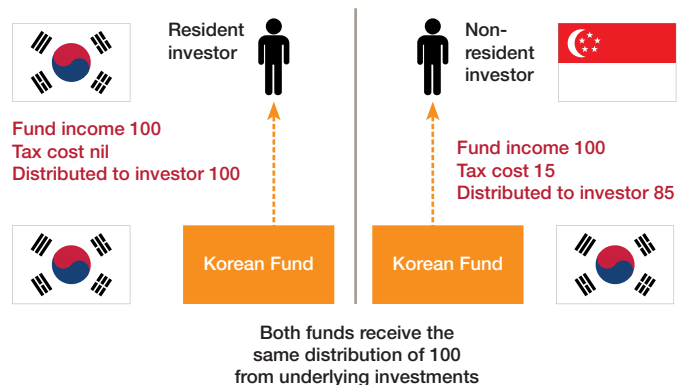 Resident
investor
Fund income 100
Tax cost nil
Distributed to investor 100
Korean Fund
Non-
resident
investor
Fund income 100
Tax cost 15
Distributed to investor 85
Korean Fund
Both funds receive the
same distribution of 100
from underlying investments